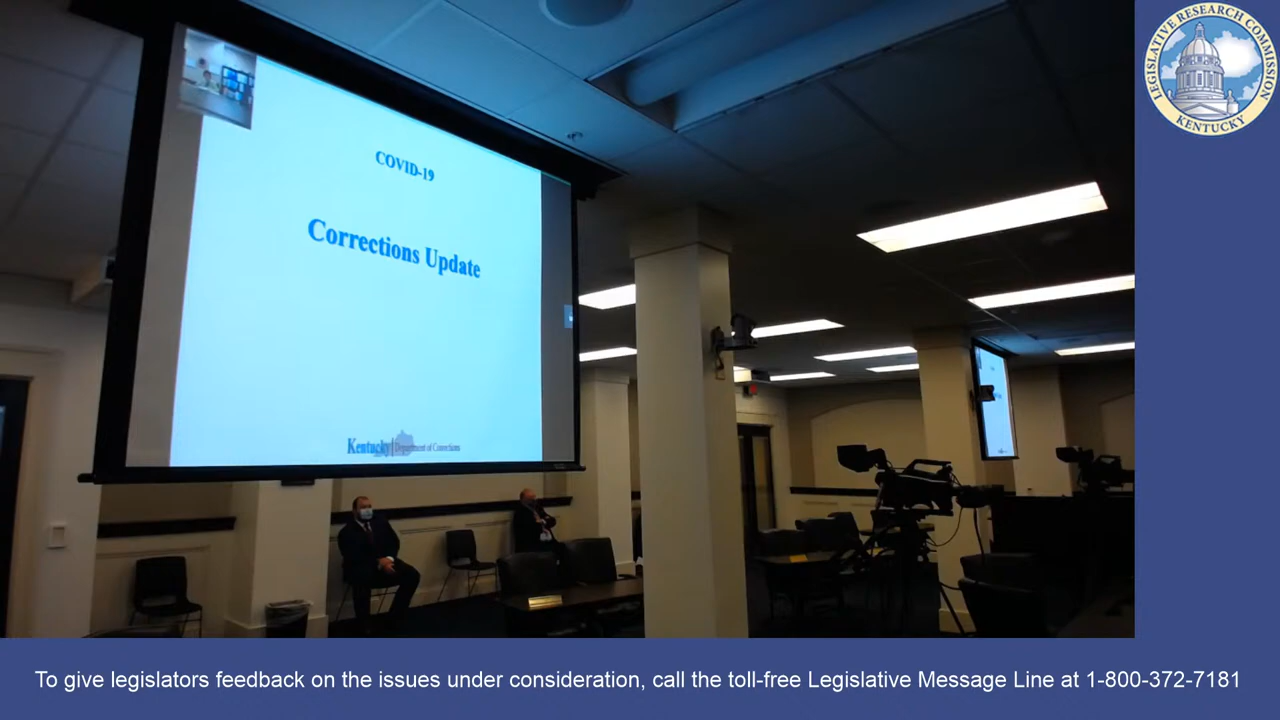 LEGISLATIVE RESEARCH COMMISSION
KENTUCKY
COVID-19
Corrections Update
Kentucky Department of Corrections
To give legislators feedback on the issues under consideration, call the toll-free Legislative Message Line at 1-800-372-7181